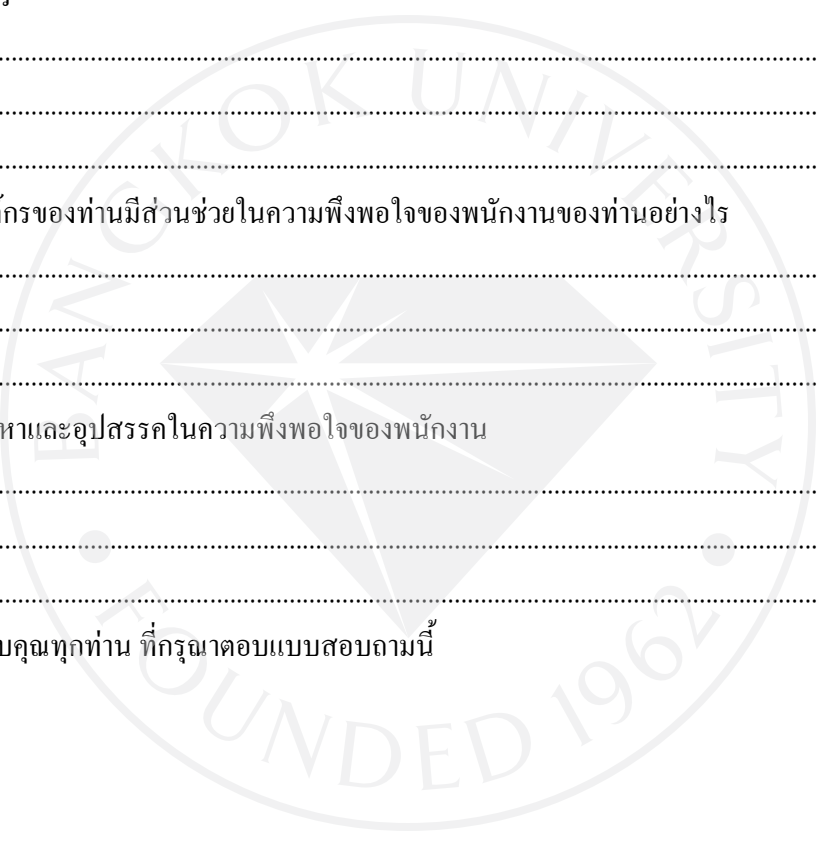 ............................................................
............................................................
............................................................
กรของท่านมีส่วนช่วยในความพึงพอใจของพนักงานของท่านอย่างไร
............................................................
............................................................
............................................................
หาและอุปสรรคในความพึงพอใจของพนักงาน
............................................................
............................................................
............................................................
บคุณทุกท่าน ที่กรุณาตอบแบบสอบถามนี้
BANGKOK UNIVERSITY
FOUNDED 1962